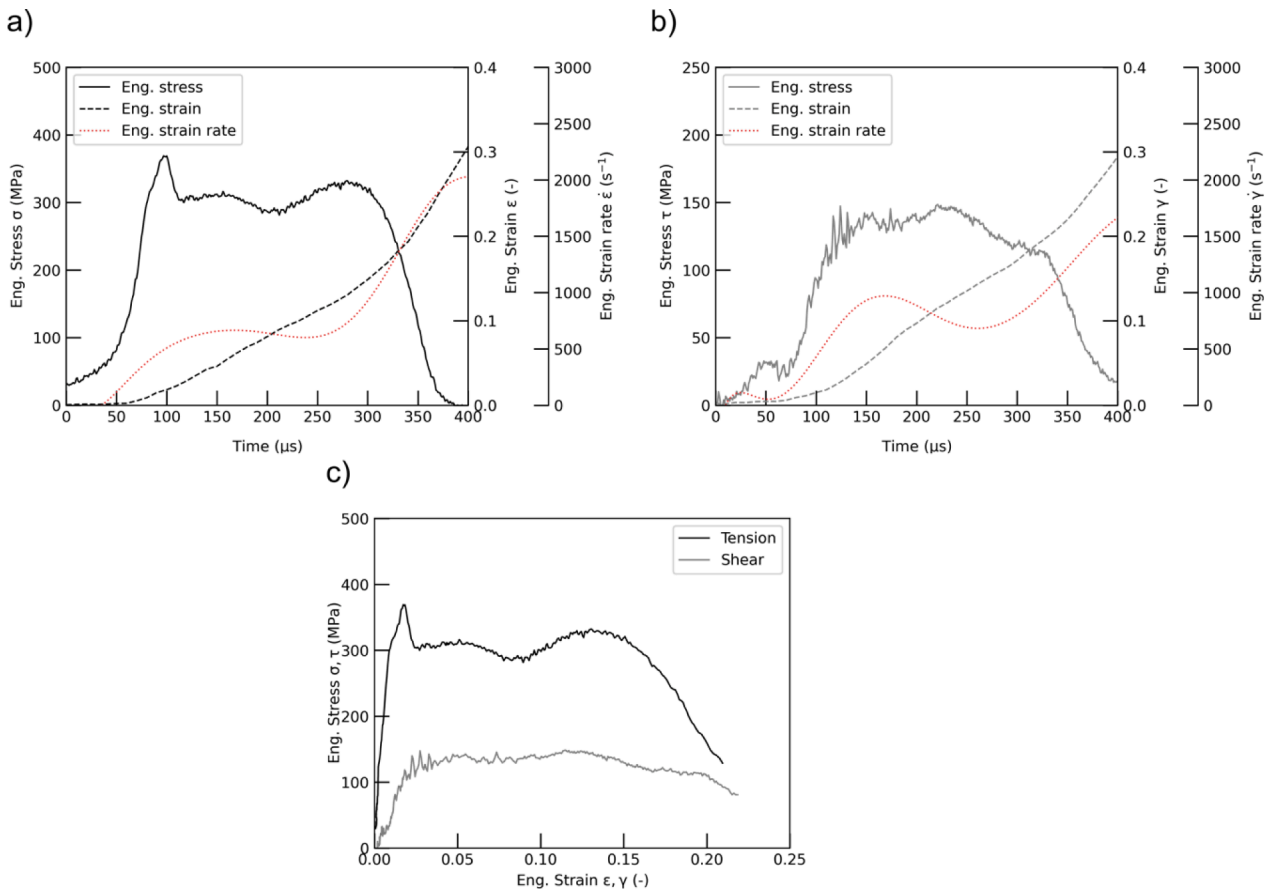 a)
500
400
300
200
100
0
Eng. Stress σ (MPa)
Eng. stress
Eng. strain
Eng. strain rate
0 50 100 150 200 250 300 350 400
Time (μs)
0.4
0.3
0.2
0.1
0.0
Eng. Strain ε (-)
3000
2500
2000
1500
1000
500
0
Eng. Strain rate ε̇ (s⁻¹)
b)
250
200
150
100
50
0
Eng. Stress τ (MPa)
Eng. stress
Eng. strain
Eng. strain rate
0 50 100 150 200 250 300 350 400
Time (μs)
0.4
0.3
0.2
0.1
0.0
Eng. Strain γ (-)
3000
2500
2000
1500
1000
500
0
Eng. Strain rate γ̇ (s⁻¹)
c)
500
400
300
200
100
0
Eng. Stress σ, τ (MPa)
Tension
Shear
0.00 0.05 0.10 0.15 0.20 0.25
Eng. Strain ε, γ (-)